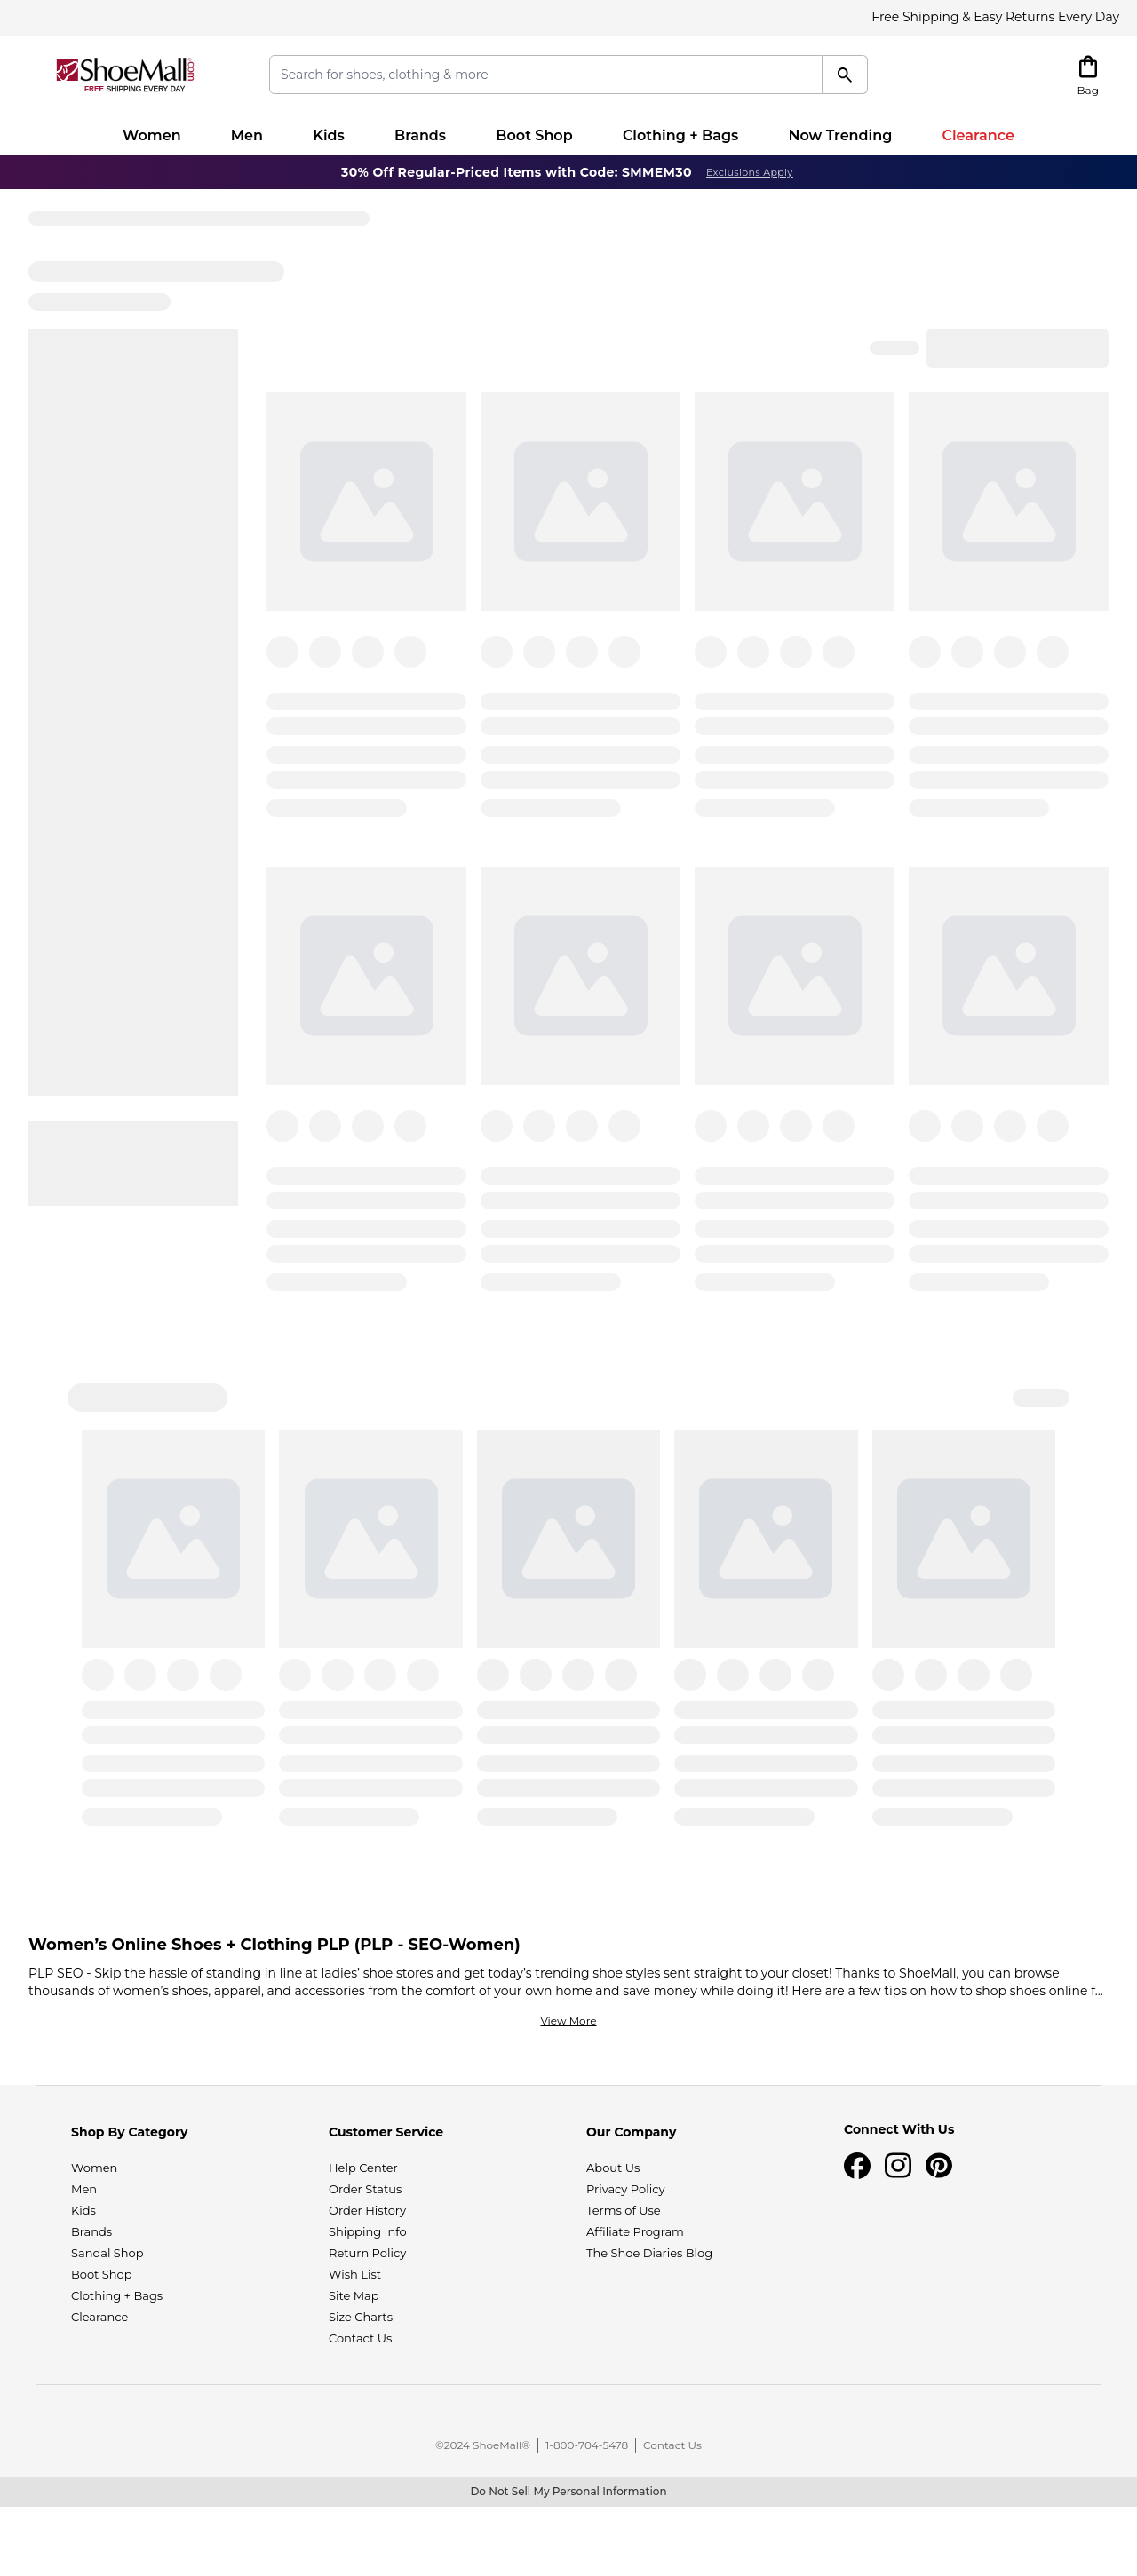 Free Shipping & Easy Returns Every Day
ShoeMall.com
FREE SHIPPING EVERY DAY
Search for shoes, clothing & more
Bag
Women Men Kids Brands Boot Shop Clothing + Bags Now Trending Clearance
30% Off Regular-Priced Items with Code: SMMEM30 Exclusions Apply
Women’s Online Shoes + Clothing PLP (PLP - SEO-Women)
PLP SEO - Skip the hassle of standing in line at ladies’ shoe stores and get today’s trending shoe styles sent straight to your closet! Thanks to ShoeMall, you can browse
thousands of women’s shoes, apparel, and accessories from the comfort of your own home and save money while doing it! Here are a few tips on how to shop shoes online f...
View More
Shop By Category
Women
Men
Kids
Brands
Sandal Shop
Boot Shop
Clothing + Bags
Clearance
Customer Service
Help Center
Order Status
Order History
Shipping Info
Return Policy
Wish List
Site Map
Size Charts
Contact Us
Our Company
About Us
Privacy Policy
Terms of Use
Affiliate Program
The Shoe Diaries Blog
Connect With Us
©2024 ShoeMall® | 1-800-704-5478 | Contact Us
Do Not Sell My Personal Information